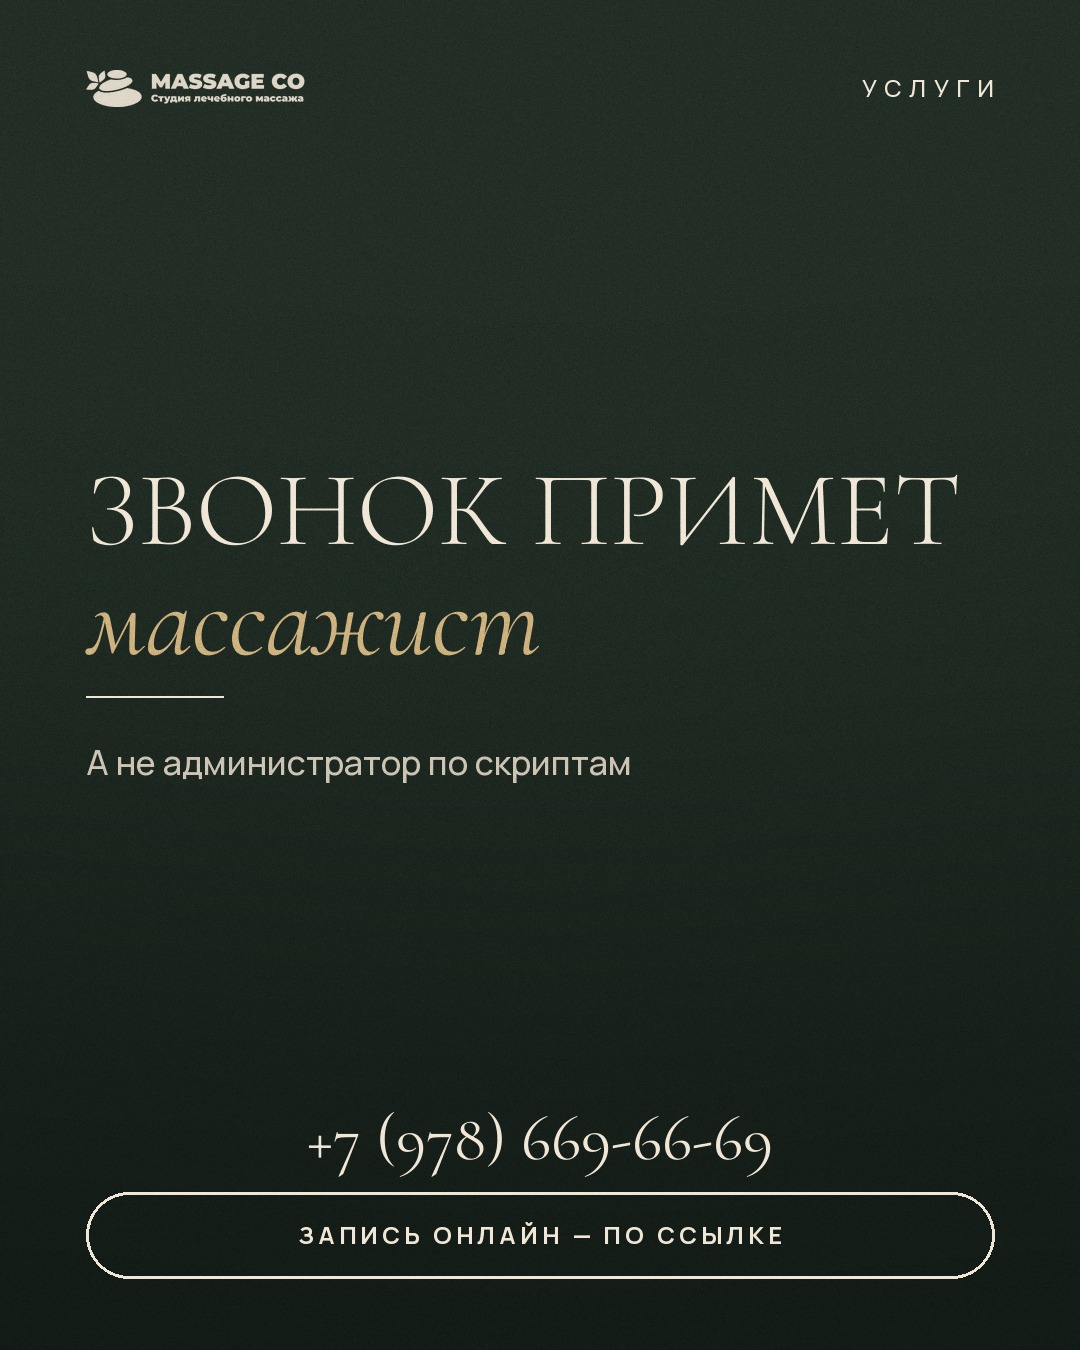 MASSAGE CO
Студия лечебного массажа
УСЛУГИ
ЗВОНОК ПРИМЕТ
массажист
А не администратор по скриптам
+7 (978) 669-66-69
ЗАПИСЬ ОНЛАЙН — ПО ССЫЛКЕ